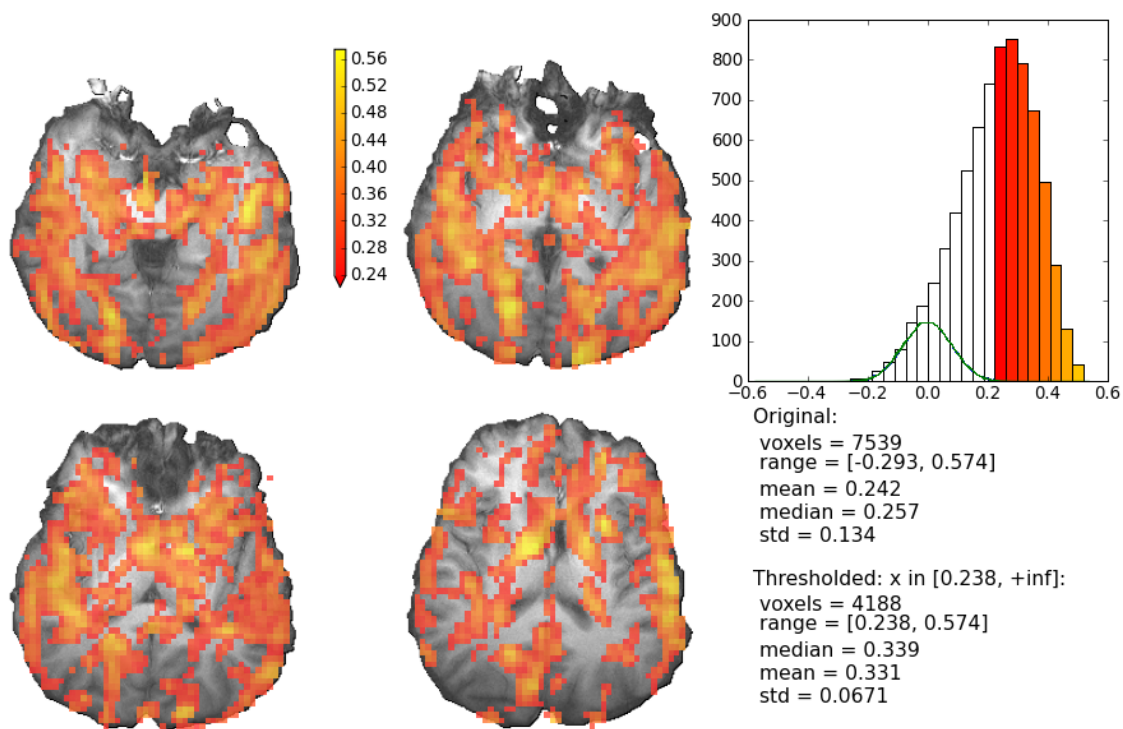 0.56
0.52
0.48
0.44
0.40
0.36
0.32
0.28
0.24
900
800
700
600
500
400
300
200
100
0
−0.6 −0.4 −0.2 0.0 0.2 0.4 0.6
Original:
voxels = 7539
range = [-0.293, 0.574]
mean = 0.242
median = 0.257
std = 0.134
Thresholded: x in [0.238, +inf]:
voxels = 4188
range = [0.238, 0.574]
median = 0.339
mean = 0.331
std = 0.0671